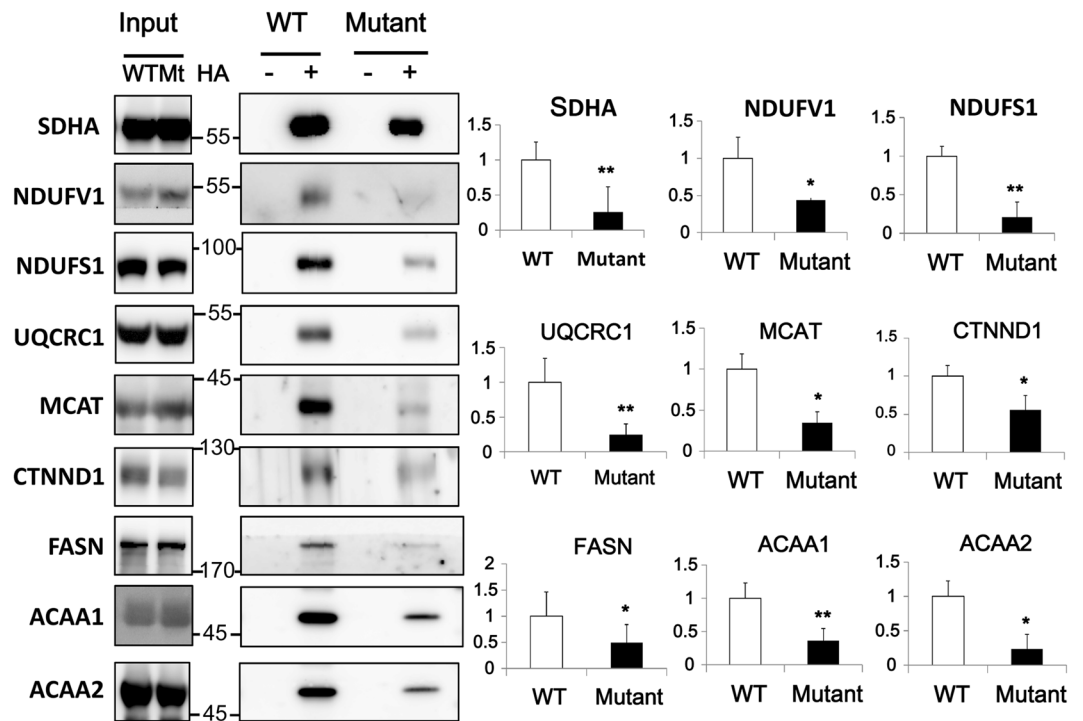 Input WT Mutant
WT Mt HA - + - +
SDHA 55
NDUFV1 55
NDUFS1 100
UQCRC1 55
MCAT 45
CTNND1 130
FASN 170
ACAA1 45
ACAA2 45
SDHA
1.5
1
0.5
0
**
WT Mutant
NDUFV1
1.5
1
0.5
0
*
WT Mutant
NDUFS1
1.5
1
0.5
0
**
WT Mutant
UQCRC1
1.5
1
0.5
0
**
WT Mutant
MCAT
1.5
1
0.5
0
*
WT Mutant
CTNND1
1.5
1
0.5
0
*
WT Mutant
FASN
2
1.5
1
0.5
0
*
WT Mutant
ACAA1
1.5
1
0.5
0
**
WT Mutant
ACAA2
1.5
1
0.5
0
*
WT Mutant